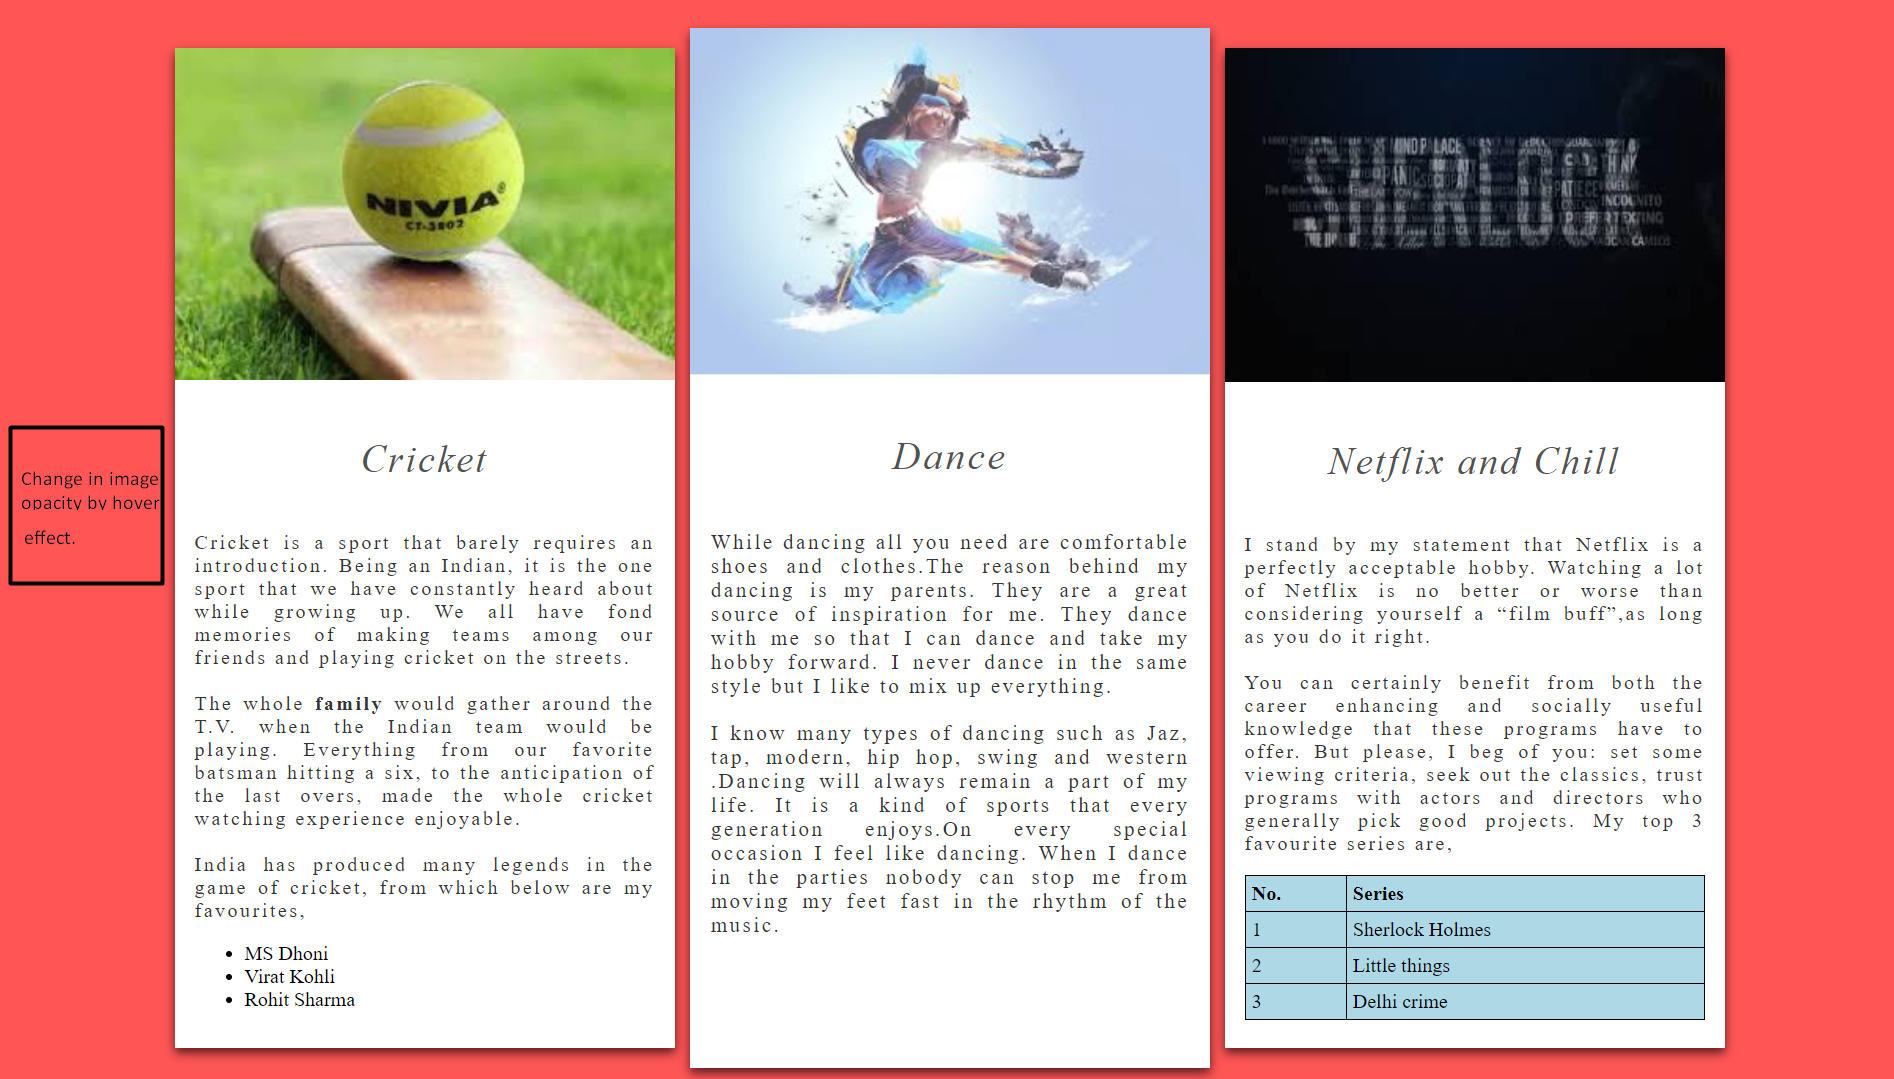 NIVIA®
CT-3802
MIND PALACE
PANIC
SHERLOCK
INCOGNITO
I PREFER TEXTING
Change in image
opacity by hover
effect.
Cricket
Cricket is a sport that barely requires an
introduction. Being an Indian, it is the one
sport that we have constantly heard about
while growing up. We all have fond
memories of making teams among our
friends and playing cricket on the streets.
The whole family would gather around the
T.V. when the Indian team would be
playing. Everything from our favorite
batsman hitting a six, to the anticipation of
the last overs, made the whole cricket
watching experience enjoyable.
India has produced many legends in the
game of cricket, from which below are my
favourites,
• MS Dhoni
• Virat Kohli
• Rohit Sharma
Dance
While dancing all you need are comfortable
shoes and clothes.The reason behind my
dancing is my parents. They are a great
source of inspiration for me. They dance
with me so that I can dance and take my
hobby forward. I never dance in the same
style but I like to mix up everything.
I know many types of dancing such as Jaz,
tap, modern, hip hop, swing and western
.Dancing will always remain a part of my
life. It is a kind of sports that every
generation enjoys.On every special
occasion I feel like dancing. When I dance
in the parties nobody can stop me from
moving my feet fast in the rhythm of the
music.
Netflix and Chill
I stand by my statement that Netflix is a
perfectly acceptable hobby. Watching a lot
of Netflix is no better or worse than
considering yourself a “film buff”,as long
as you do it right.
You can certainly benefit from both the
career enhancing and socially useful
knowledge that these programs have to
offer. But please, I beg of you: set some
viewing criteria, seek out the classics, trust
programs with actors and directors who
generally pick good projects. My top 3
favourite series are,
No. Series
1 Sherlock Holmes
2 Little things
3 Delhi crime